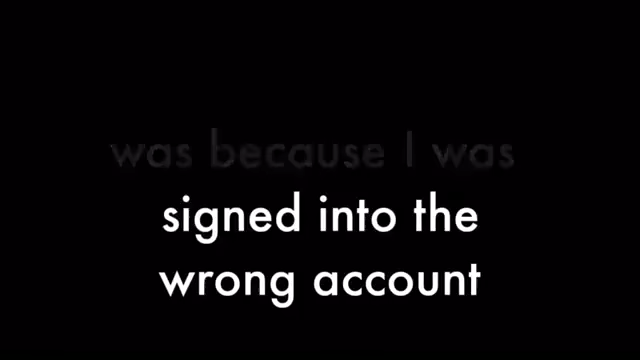 was because I was
signed into the
wrong account